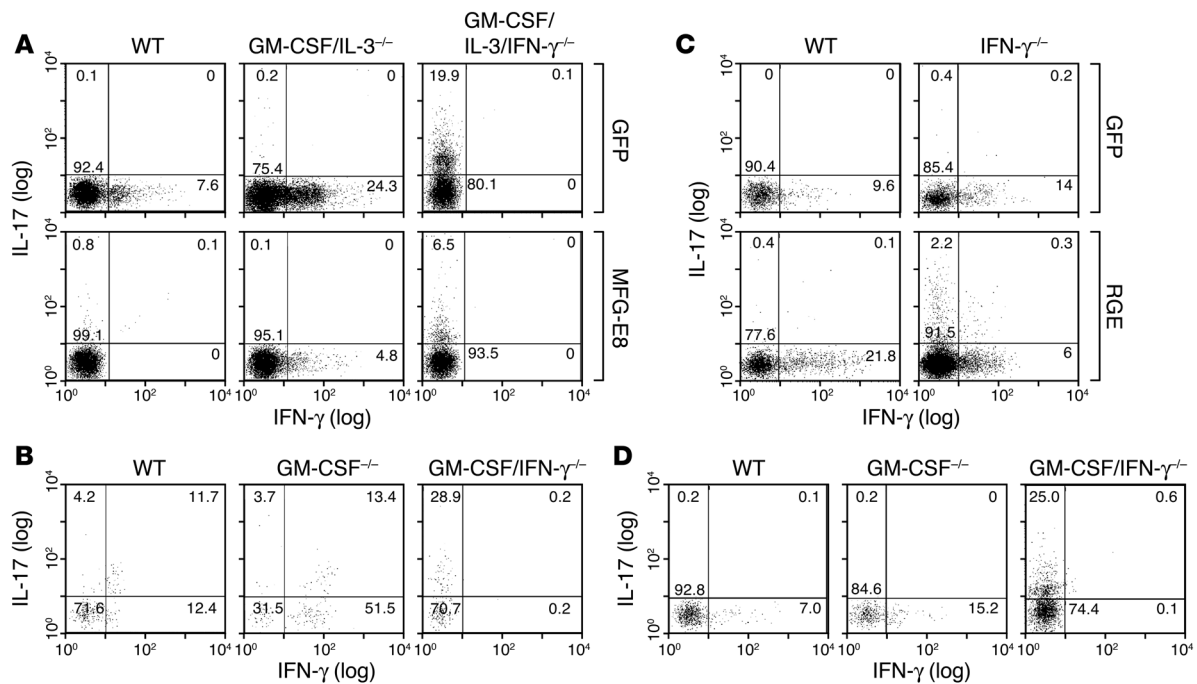 A
WT
GM-CSF/IL-3⁻/⁻
GM-CSF/
IL-3/IFN-γ⁻/⁻
IL-17 (log)
10⁴
10²
10⁰
0.1
0
92.4
7.6
0.2
0
75.4
24.3
19.9
0.1
80.1
0
GFP
10⁴
10²
10⁰
0.8
0.1
99.1
0
0.1
0
95.1
4.8
6.5
0
93.5
0
MFG-E8
10⁰ 10² 10⁴ 10⁰ 10² 10⁴ 10⁰ 10² 10⁴
IFN-γ (log)
C
WT
IFN-γ⁻/⁻
IL-17 (log)
10⁴
10²
10⁰
0
0
90.4
9.6
0.4
0.2
85.4
14
GFP
10⁴
10²
10⁰
0.4
0.1
77.6
21.8
2.2
0.3
91.5
6
RGE
10⁰ 10² 10⁴ 10⁰ 10² 10⁴
IFN-γ (log)
B
WT
GM-CSF⁻/⁻
GM-CSF/IFN-γ⁻/⁻
IL-17 (log)
10⁴
10²
10⁰
4.2
11.7
71.6
12.4
3.7
13.4
31.5
51.5
28.9
0.2
70.7
0.2
10⁰ 10² 10⁴ 10⁰ 10² 10⁴ 10⁰ 10² 10⁴
IFN-γ (log)
D
WT
GM-CSF⁻/⁻
GM-CSF/IFN-γ⁻/⁻
IL-17 (log)
10⁴
10²
10⁰
0.2
0.1
92.8
7.0
0.2
0
84.6
15.2
25.0
0.6
74.4
0.1
10⁰ 10² 10⁴ 10⁰ 10² 10⁴ 10⁰ 10² 10⁴
IFN-γ (log)